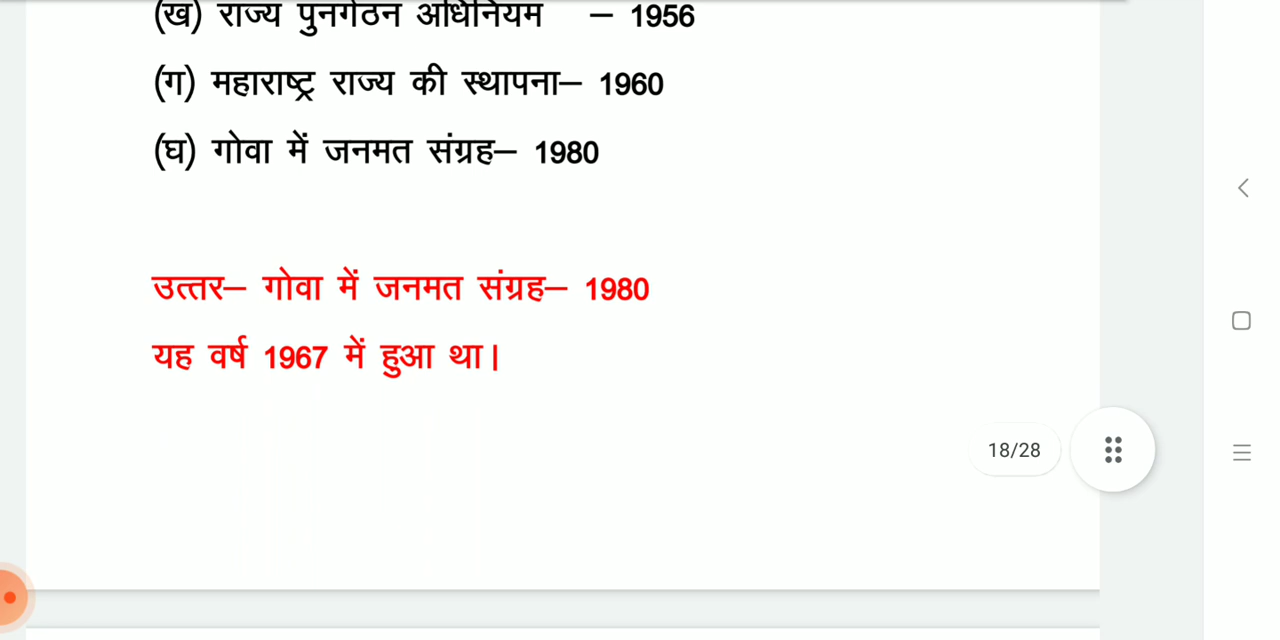 (ख) राज्य पुनर्गठन अधिनियम – 1956
(ग) महाराष्ट्र राज्य की स्थापना– 1960
(घ) गोवा में जनमत संग्रह– 1980
उत्तर– गोवा में जनमत संग्रह– 1980
यह वर्ष 1967 में हुआ था।
18/28